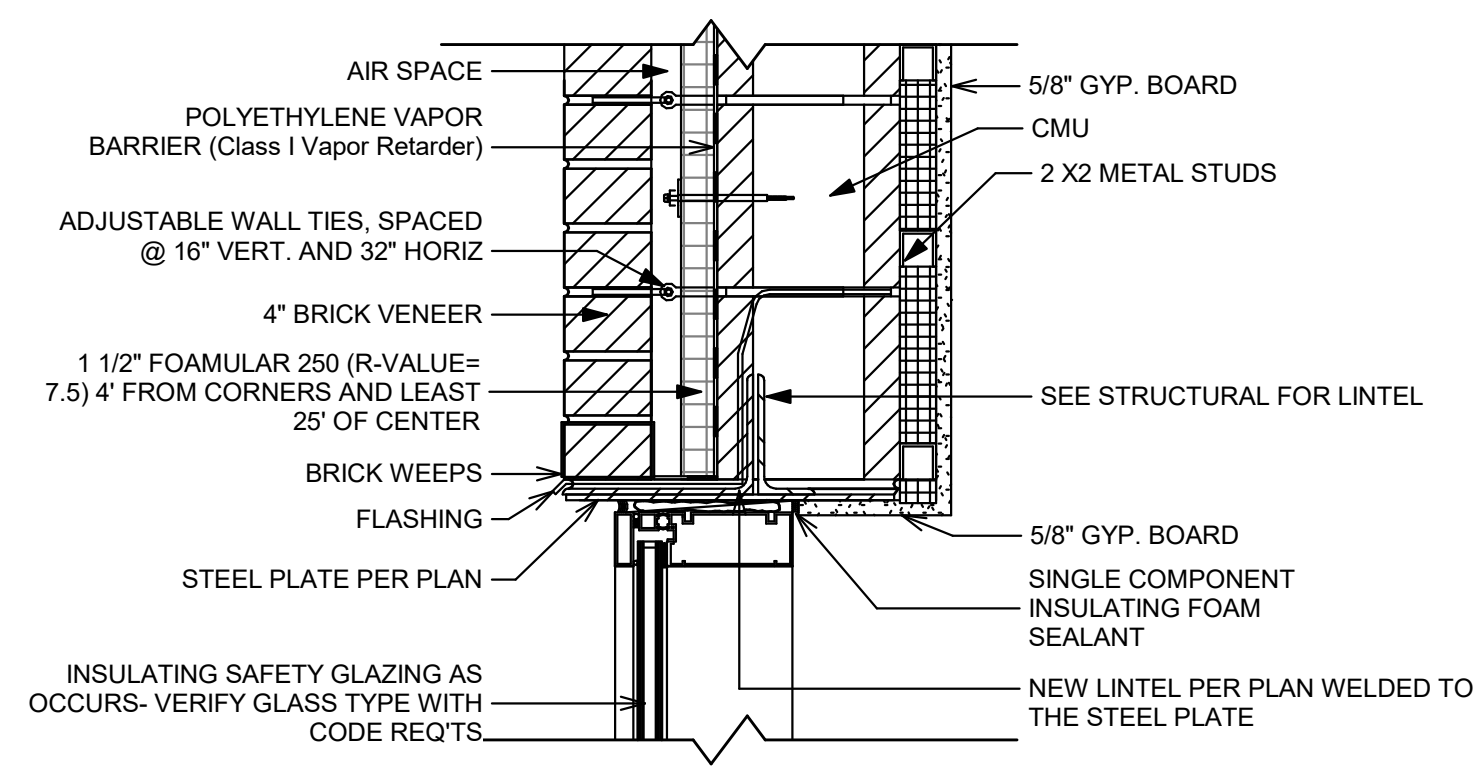 AIR SPACE
POLYETHYLENE VAPOR
BARRIER (Class I Vapor Retarder)
ADJUSTABLE WALL TIES, SPACED
@ 16" VERT. AND 32" HORIZ
4" BRICK VENEER
1 1/2" FOAMULAR 250 (R-VALUE=
7.5) 4' FROM CORNERS AND LEAST
25' OF CENTER
BRICK WEEPS
FLASHING
STEEL PLATE PER PLAN
INSULATING SAFETY GLAZING AS
OCCURS- VERIFY GLASS TYPE WITH
CODE REQ'TS
5/8" GYP. BOARD
CMU
2 X2 METAL STUDS
SEE STRUCTURAL FOR LINTEL
5/8" GYP. BOARD
SINGLE COMPONENT
INSULATING FOAM
SEALANT
NEW LINTEL PER PLAN WELDED TO
THE STEEL PLATE